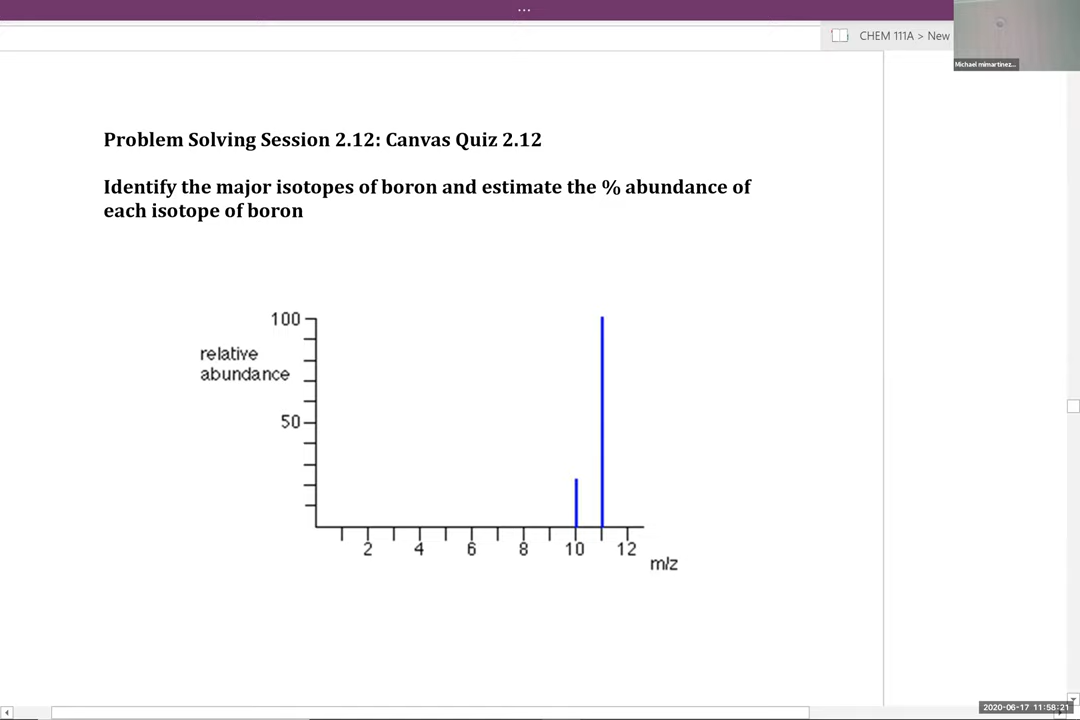 ...
CHEM 111A > New
Michael mimartinez...
Problem Solving Session 2.12: Canvas Quiz 2.12
Identify the major isotopes of boron and estimate the % abundance of
each isotope of boron
100
relative
abundance
50
2 4 6 8 10 12
m/z
2020-06-17 11:58:21